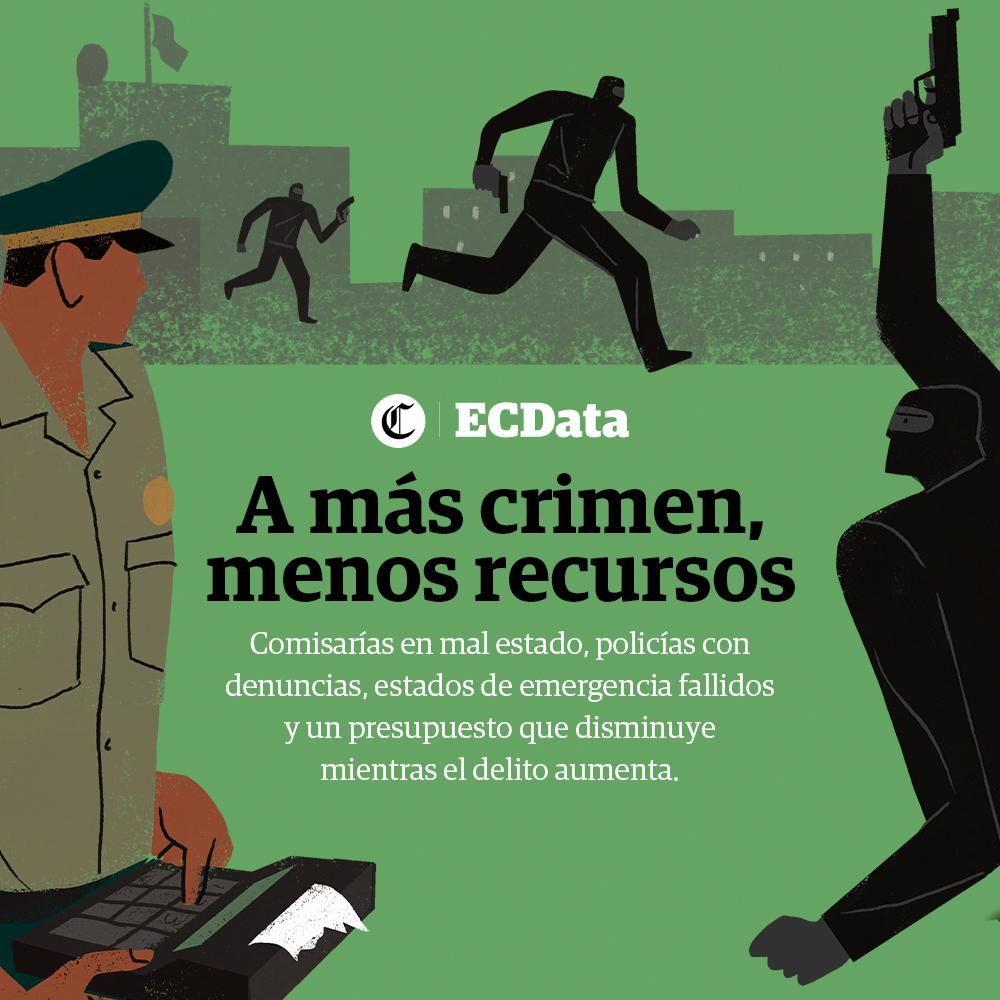 C | ECData
A más crimen,
menos recursos
Comisarías en mal estado, policías con
denuncias, estados de emergencia fallidos
y un presupuesto que disminuye
mientras el delito aumenta.